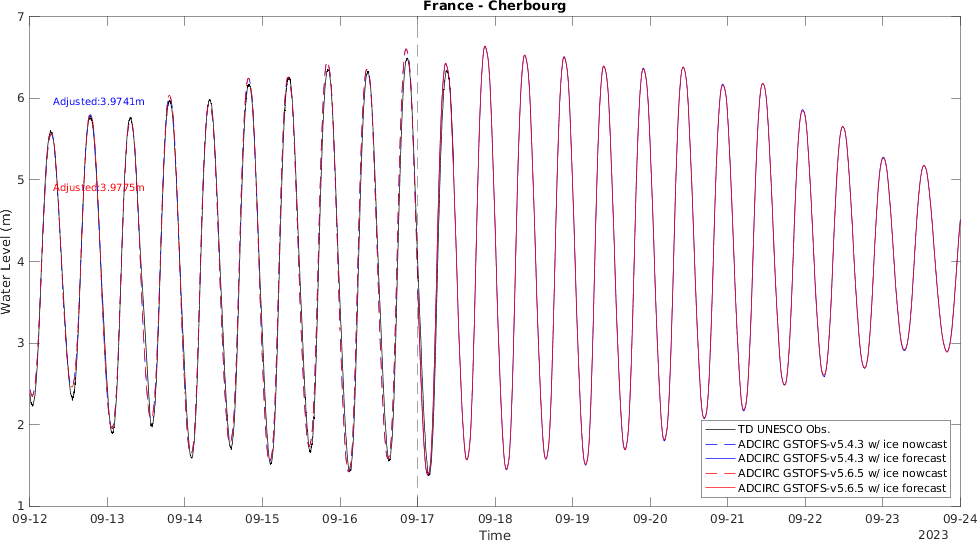 France - Cherbourg
7
6
5
4
3
2
1
Water Level (m)
Adjusted:3.9741m
Adjusted:3.9775m
TD UNESCO Obs.
ADCIRC GSTOFS-v5.4.3 w/ ice nowcast
ADCIRC GSTOFS-v5.4.3 w/ ice forecast
ADCIRC GSTOFS-v5.6.5 w/ ice nowcast
ADCIRC GSTOFS-v5.6.5 w/ ice forecast
09-12 09-13 09-14 09-15 09-16 09-17 09-18 09-19 09-20 09-21 09-22 09-23 09-24
Time
2023